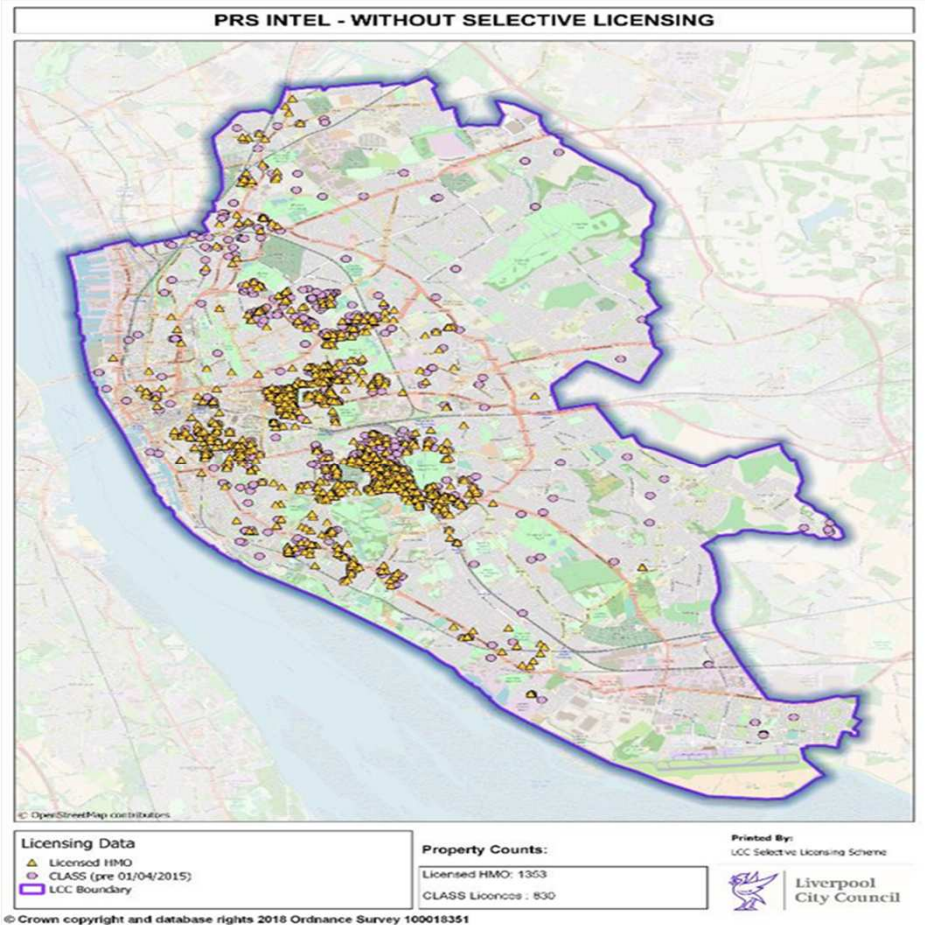 PRS INTEL - WITHOUT SELECTIVE LICENSING
© OpenStreetMap contributors
Licensing Data
Licensed HMO
CLASS (pre 01/04/2015)
LCC Boundary
Property Counts:
Licensed HMO: 1353
CLASS Licences : 830
Printed By:
LCC Selective Licensing Scheme
Liverpool
City Council
© Crown copyright and database rights 2018 Ordnance Survey 100018351